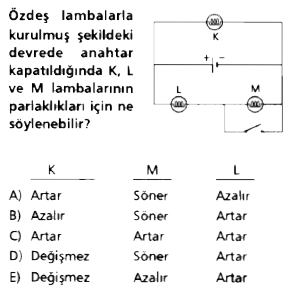 Özdeş lambalarla
kurulmuş şekildeki
devrede anahtar
kapatıldığında K, L
ve M lambalarının
parlaklıkları için ne
söylenebilir?
K
+ −
L M
K M L
A) Artar Söner Azalır
B) Azalır Söner Artar
C) Artar Artar Artar
D) Değişmez Söner Artar
E) Değişmez Azalır Artar